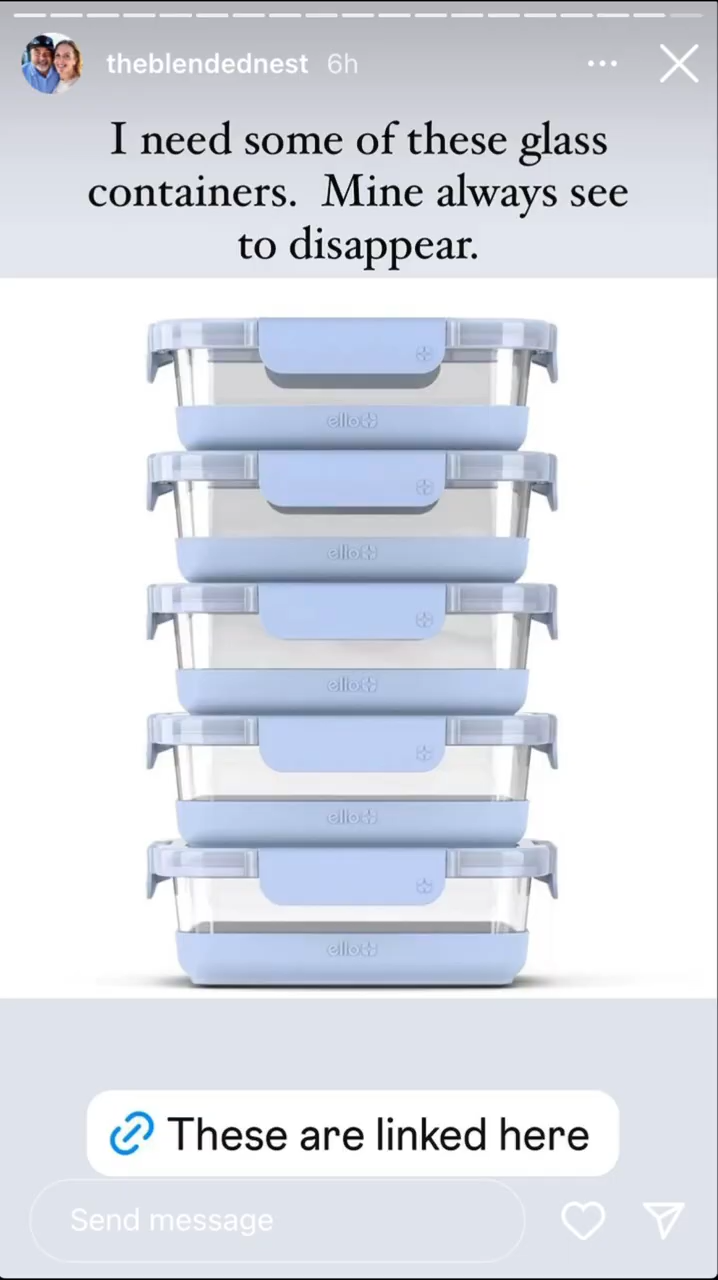 theblendednest 6h
I need some of these glass
containers. Mine always see
to disappear.
ello
ello
ello
ello
ello
These are linked here
Send message